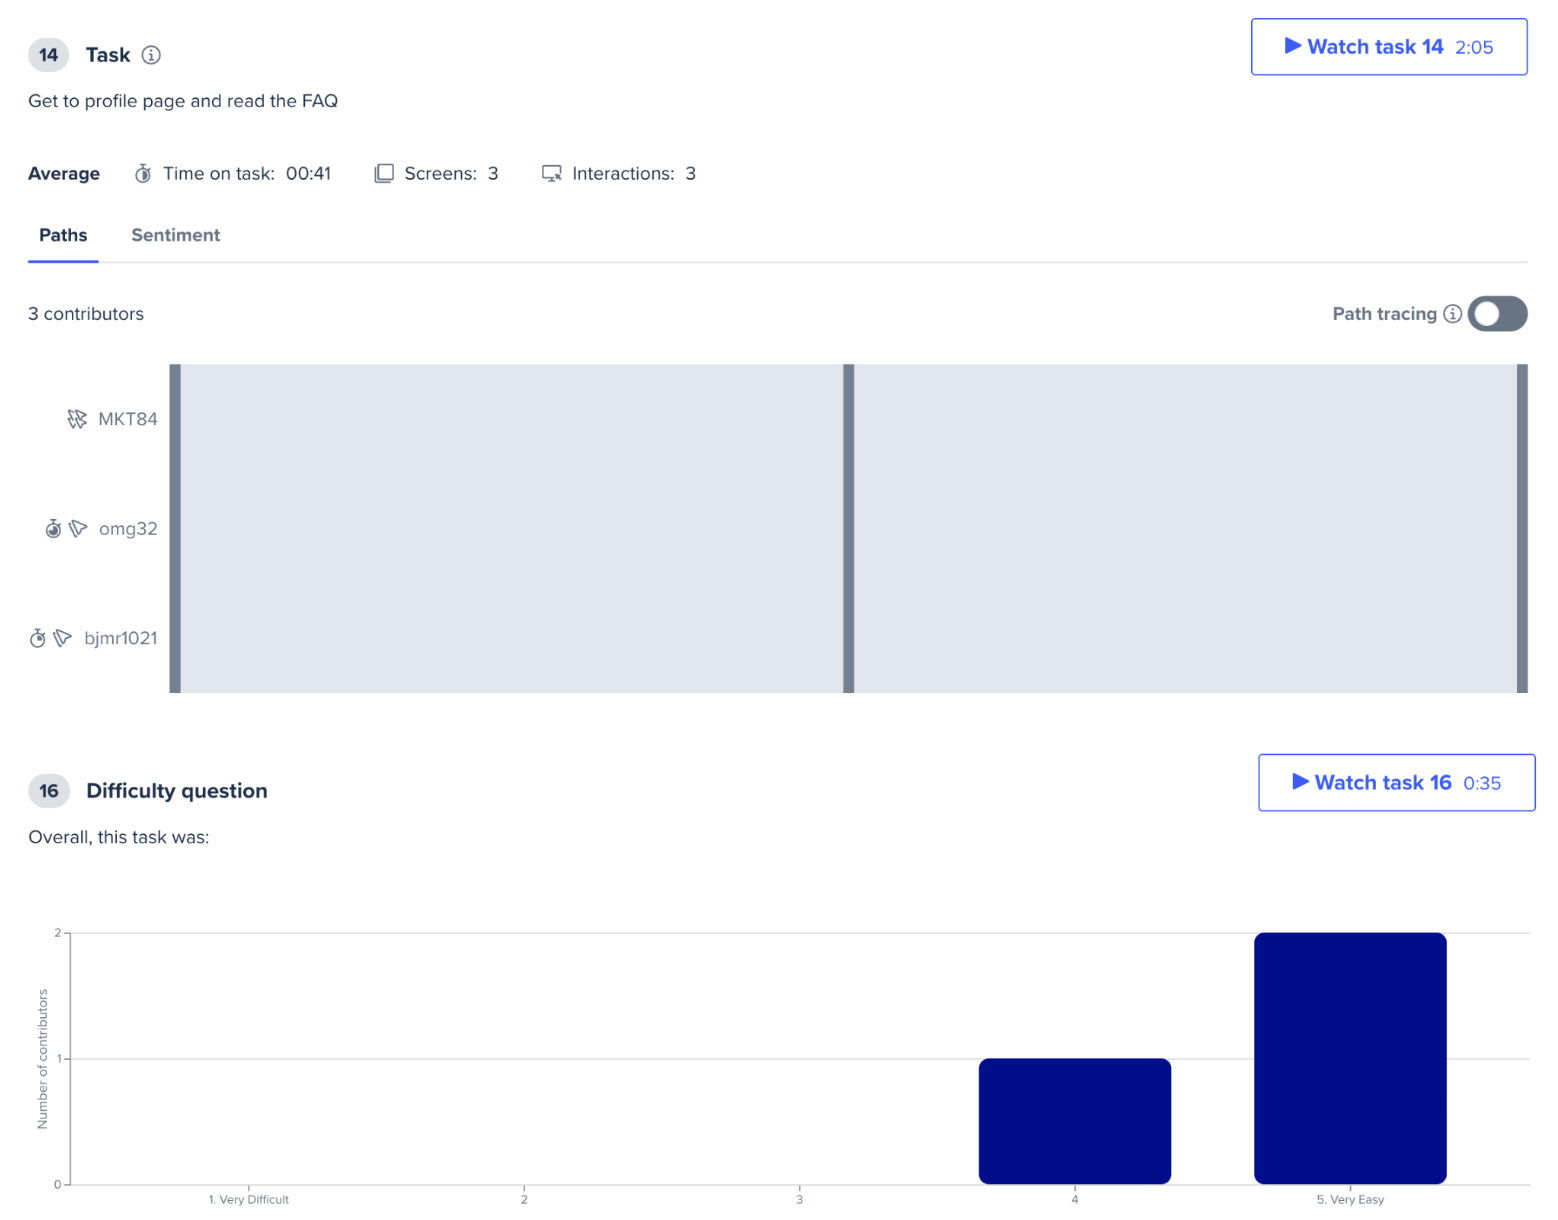 14 Task
Watch task 14 2:05
Get to profile page and read the FAQ
Average Time on task: 00:41 Screens: 3 Interactions: 3
Paths Sentiment
3 contributors
Path tracing
MKT84
omg32
bjmr1021
16 Difficulty question
Watch task 16 0:35
Overall, this task was:
Number of contributors
2
1
0
1. Very Difficult 2 3 4 5. Very Easy